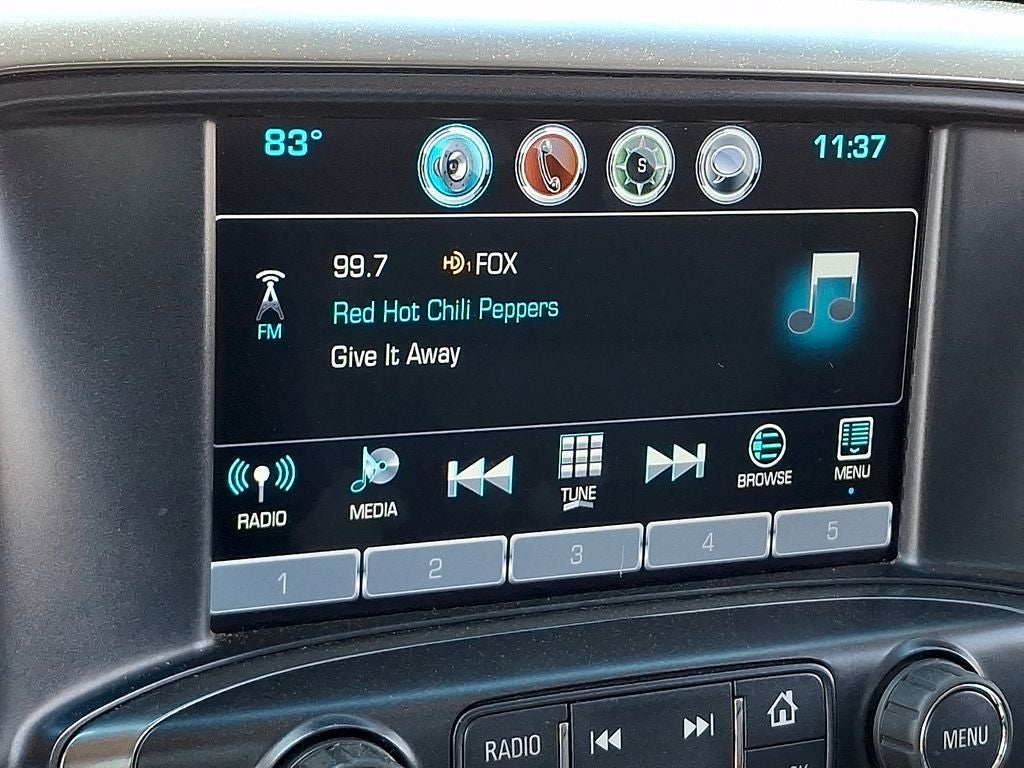 83° S 11:37
99.7 HD1 FOX
FM
Red Hot Chili Peppers
Give It Away
RADIO MEDIA TUNE BROWSE MENU
1 2 3 4 5
RADIO MENU